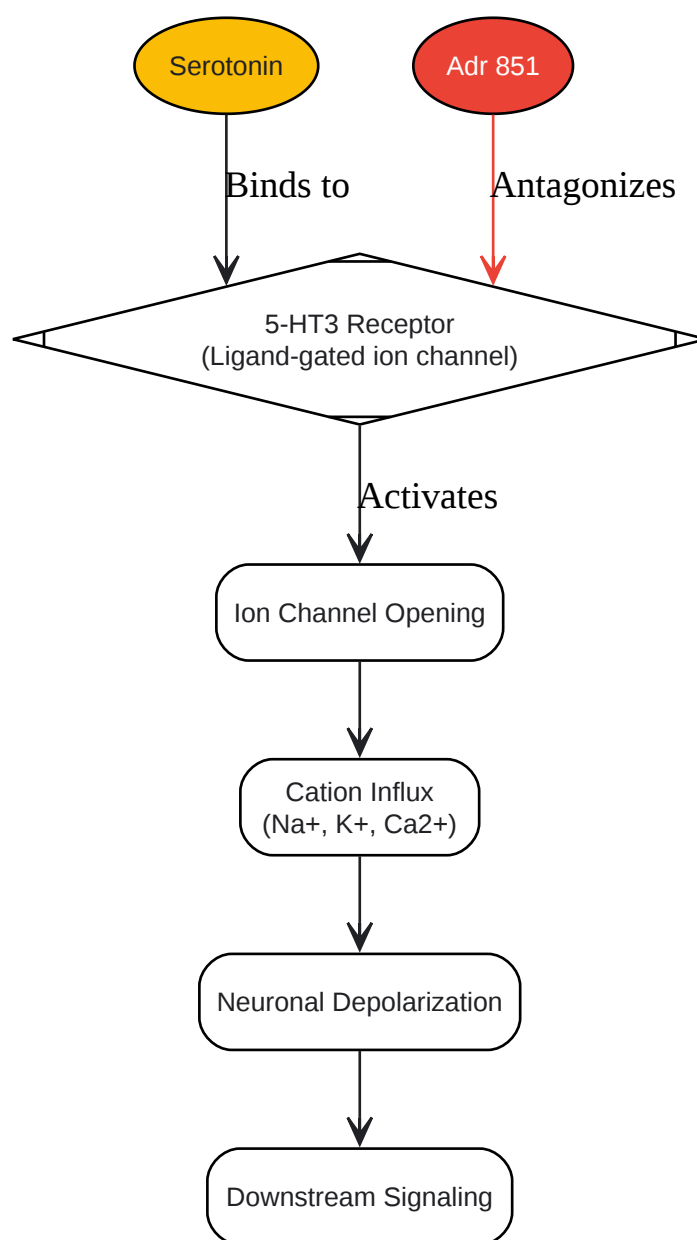 Serotonin
Adr 851
Binds to
Antagonizes
5-HT3 Receptor
(Ligand-gated ion channel)
Activates
Ion Channel Opening
Cation Influx
(Na+, K+, Ca2+)
Neuronal Depolarization
Downstream Signaling